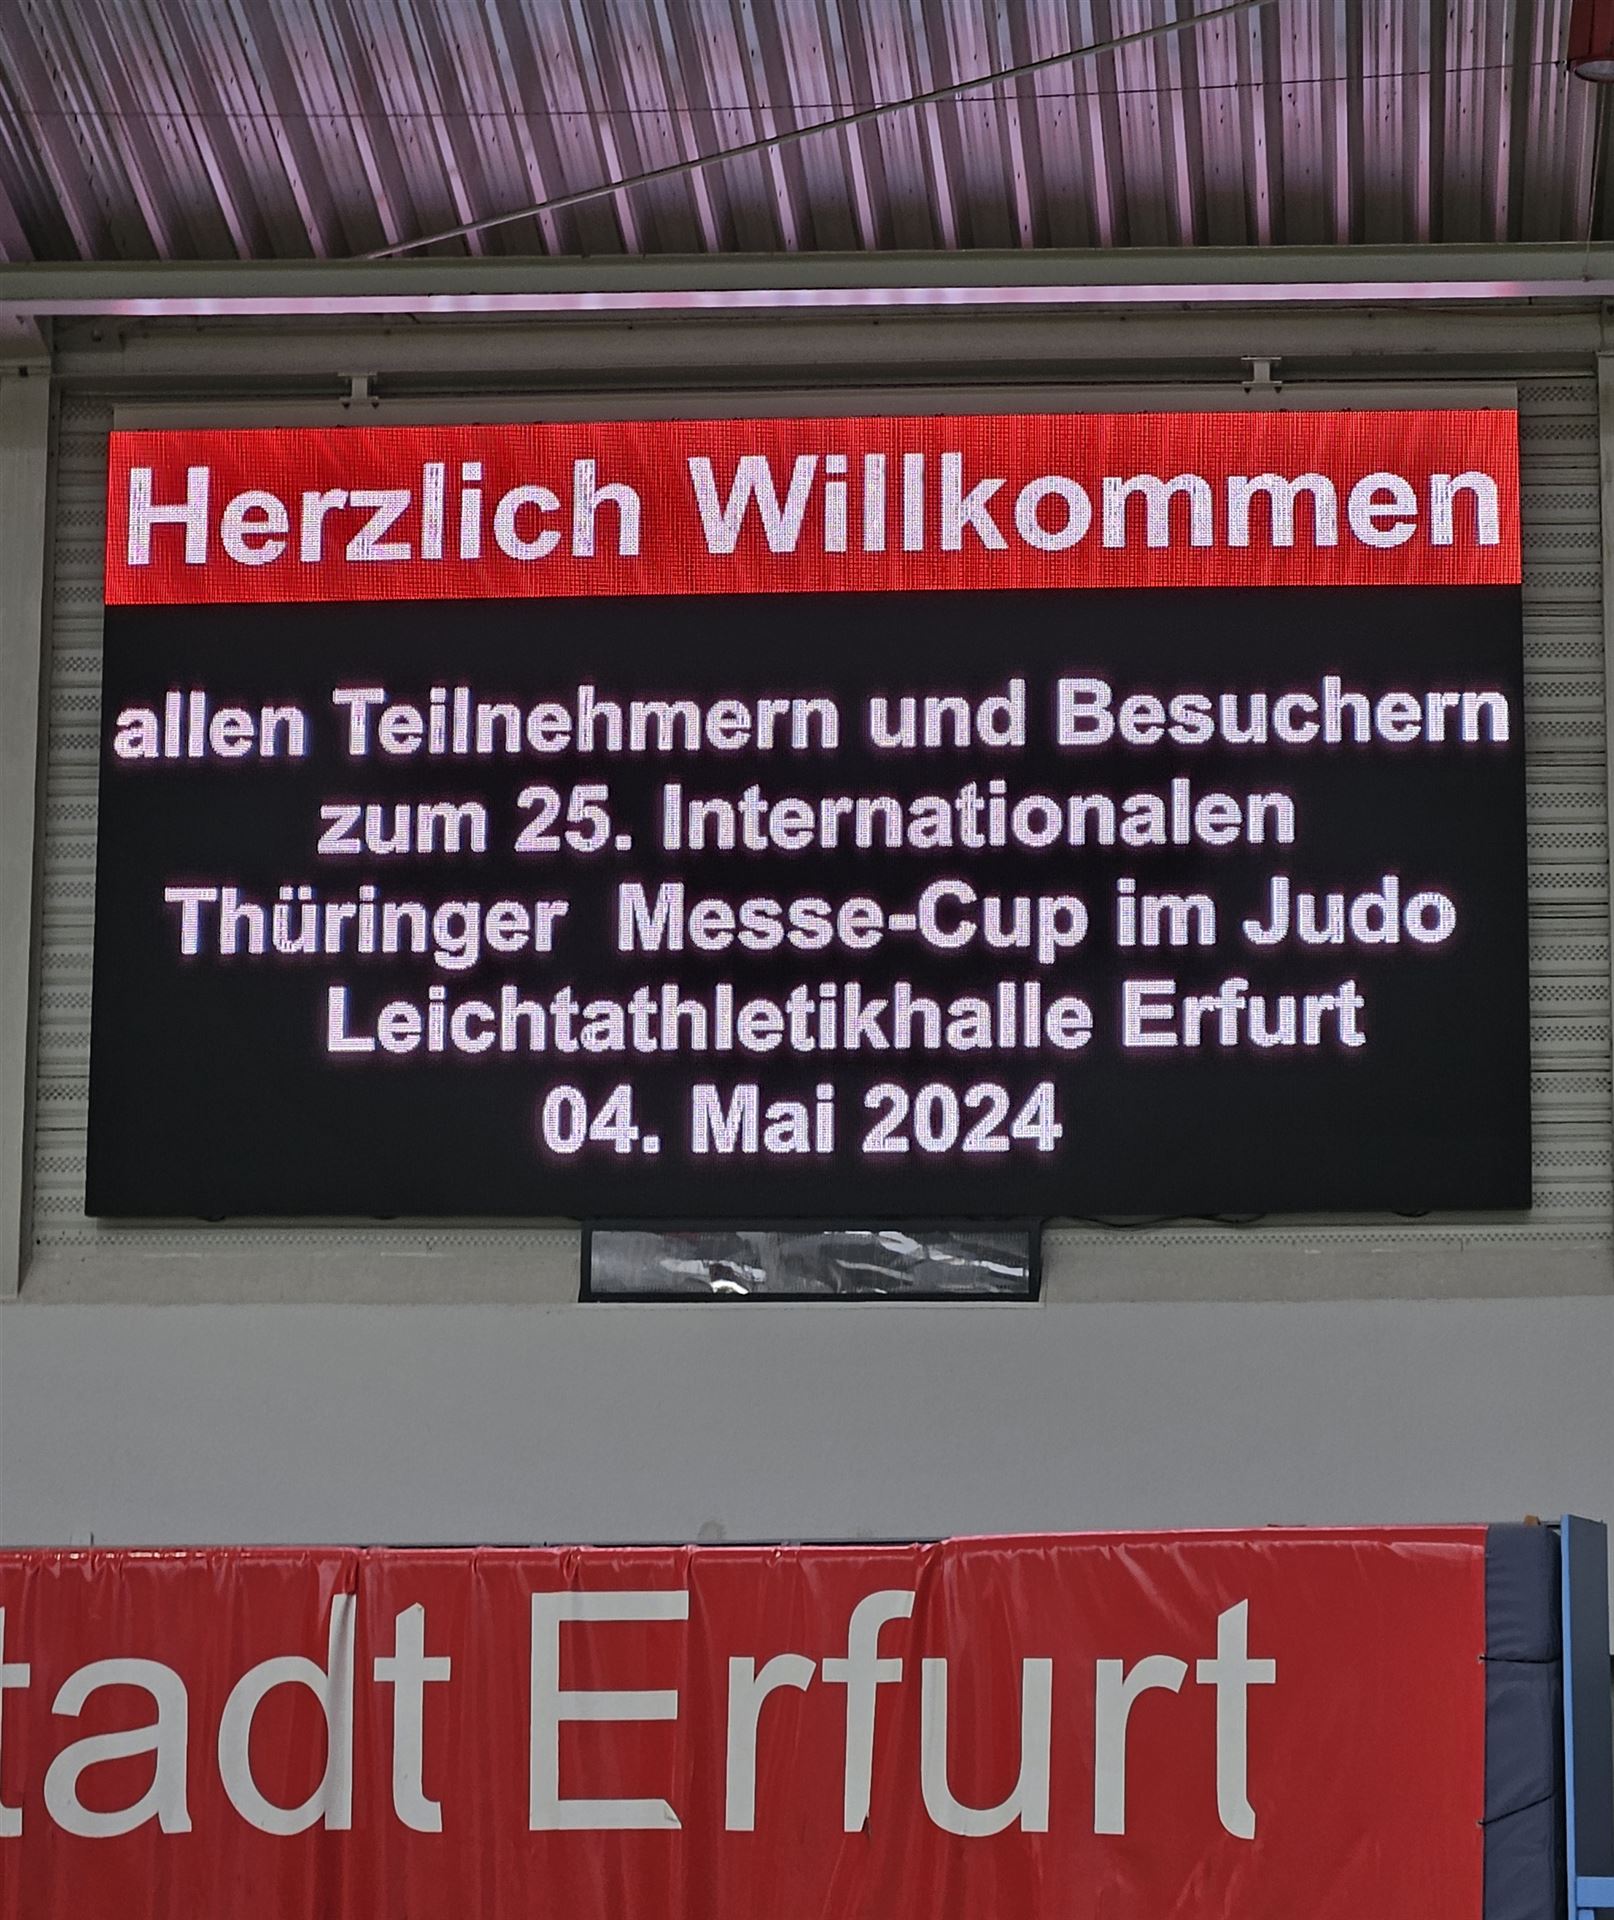 Herzlich Willkommen
allen Teilnehmern und Besuchern
zum 25. Internationalen
Thüringer Messe-Cup im Judo
Leichtathletikhalle Erfurt
04. Mai 2024
tadt Erfurt